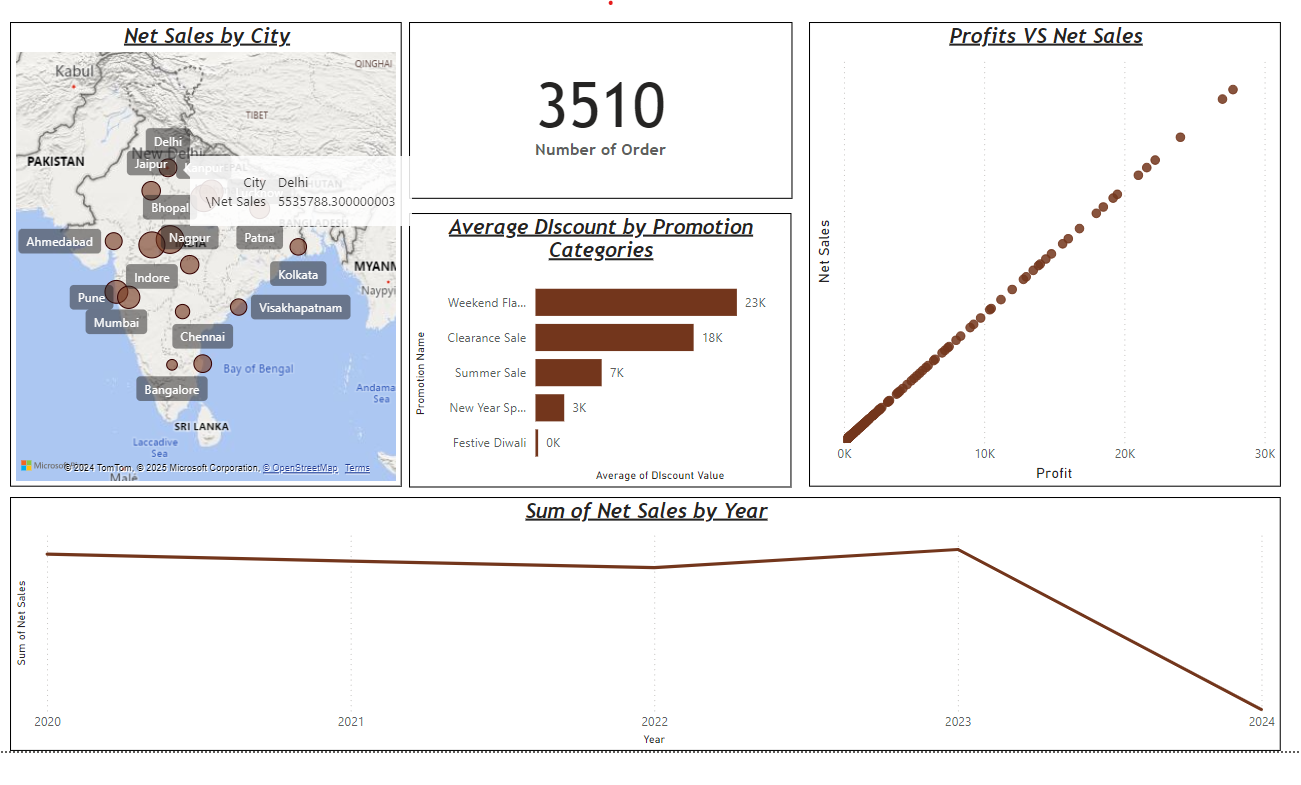 Net Sales by City
Kabul
QINGHAI
TIBET
PAKISTAN
Delhi
New Delhi
Jaipur
Kanpur
City Delhi
\Net Sales 5535788.300000003
Bhopal
BANGLADESH
Ahmedabad
Nagpur
Patna
Indore
Kolkata
MYANM
Naypyi
Pune
Mumbai
Visakhapatnam
Chennai
Bay of Bengal
Bangalore
Andama
Sea
SRI LANKA
Laccadive
Sea
Microsoft
© 2024 TomTom, © 2025 Microsoft Corporation, © OpenStreetMap Terms
Malé
3510
Number of Order
Average DIscount by Promotion
Categories
Promotion Name
Weekend Fla... 23K
Clearance Sale 18K
Summer Sale 7K
New Year Sp... 3K
Festive Diwali 0K
Average of DIscount Value
Profits VS Net Sales
Net Sales
0K 10K 20K 30K
Profit
Sum of Net Sales by Year
Sum of Net Sales
2020 2021 2022 2023 2024
Year